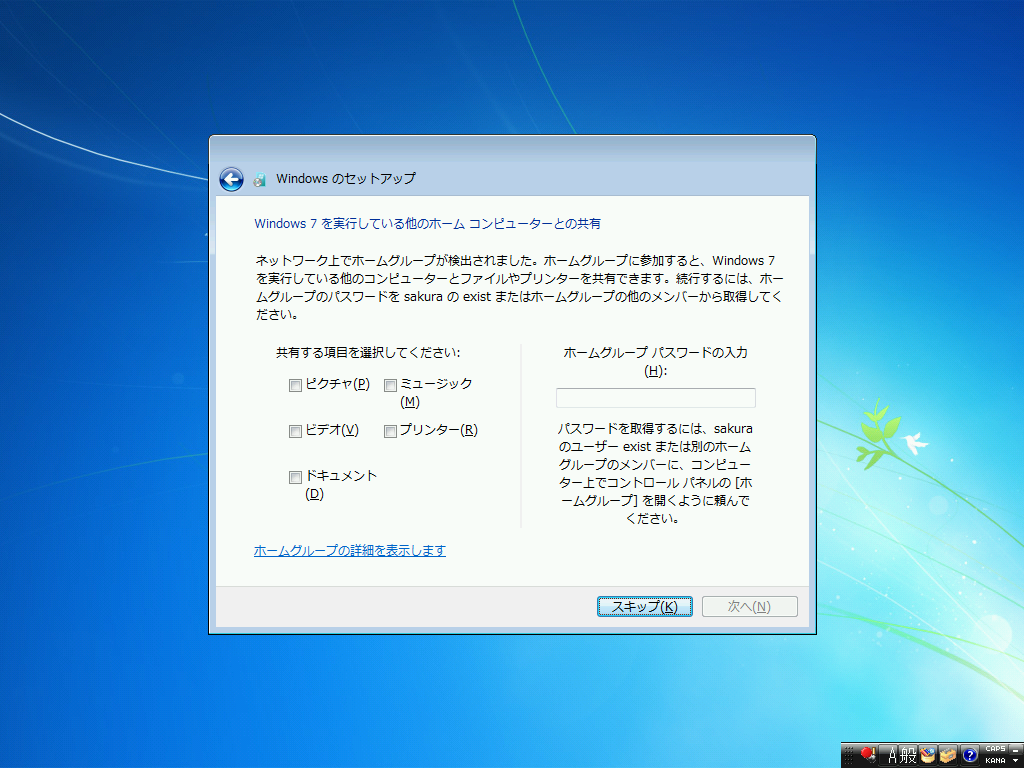 Windows のセットアップ
Windows 7 を実行している他のホーム コンピューターとの共有
ネットワーク上でホームグループが検出されました。ホームグループに参加すると、Windows 7
を実行している他のコンピューターとファイルやプリンターを共有できます。続行するには、ホー
ムグループのパスワードを sakura の exist またはホームグループの他のメンバーから取得してく
ださい。
共有する項目を選択してください:
ピクチャ(P)
ミュージック
(M)
ビデオ(V)
プリンター(R)
ドキュメント
(D)
ホームグループ パスワードの入力
(H):
パスワードを取得するには、sakura
のユーザー exist または別のホーム
グループのメンバーに、コンピュー
ター上でコントロール パネルの [ホ
ームグループ] を開くように頼んで
ください。
ホームグループの詳細を表示します
スキップ(K)
次へ(N)
A 般
CAPS
KANA